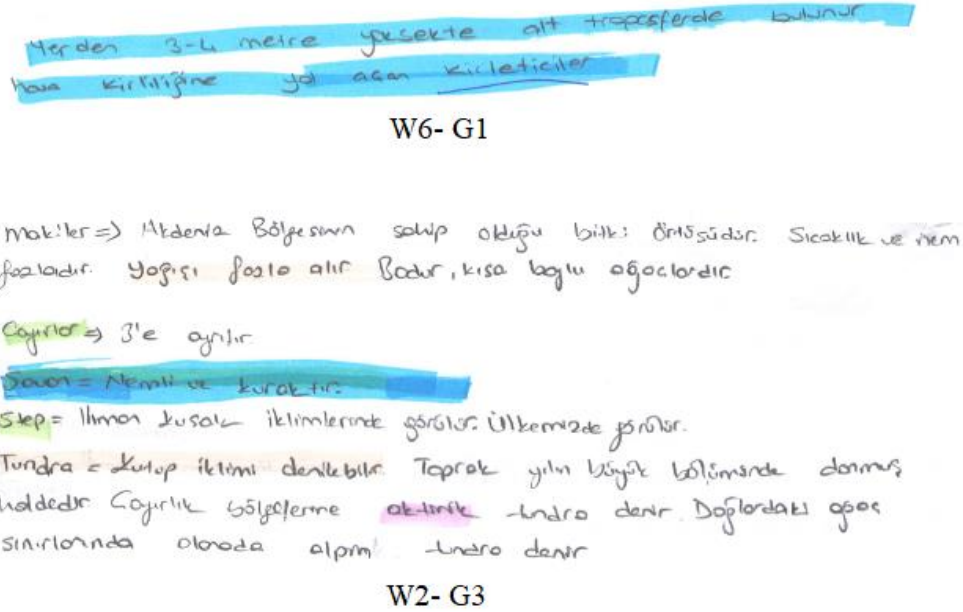 Yerden 3-4 metre yüksekte alt troposferde bulunur
Hava kirliliğine yol açan kirleticiler
W6- G1
Makiler => Akdeniz Bölgesinin sahip olduğu bitki örtüsüdür. Sıcaklık ve nem
fazladır. Yağışı fazla alır Bodur, kısa boylu ağaçlardır
Çayırlar => 3'e ayrılır.
Savan = Nemli ve kuraktır.
Step = Ilıman kuşak iklimlerinde görülür. Ülkemizde görülür.
Tundra = Kutup iklimi denilebilir. Toprak yılın büyük bölümünde donmuş
haldedir Çayırlık bölgelerine tundra denir. Dağlardaki ağaç
sınırlarında olanada alpin tundra denir
W2- G3